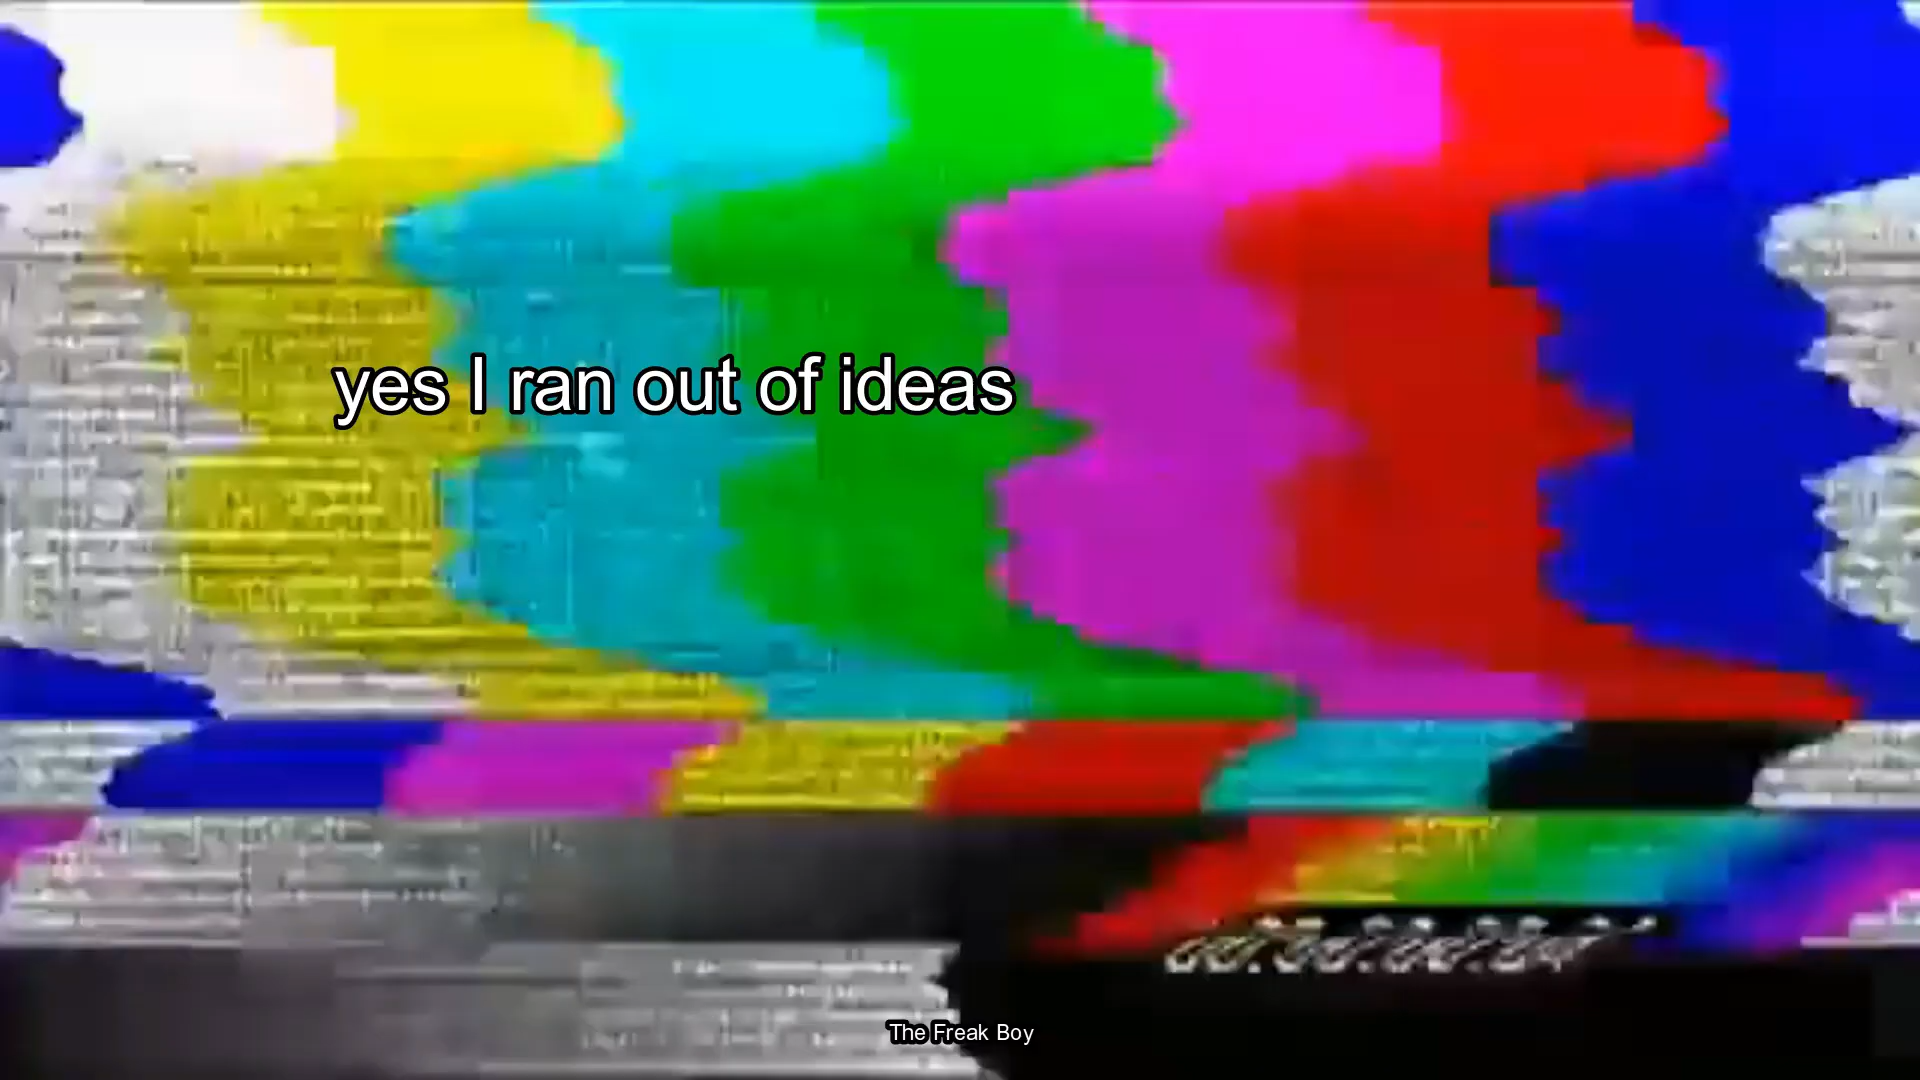 yes I ran out of ideas
The Freak Boy